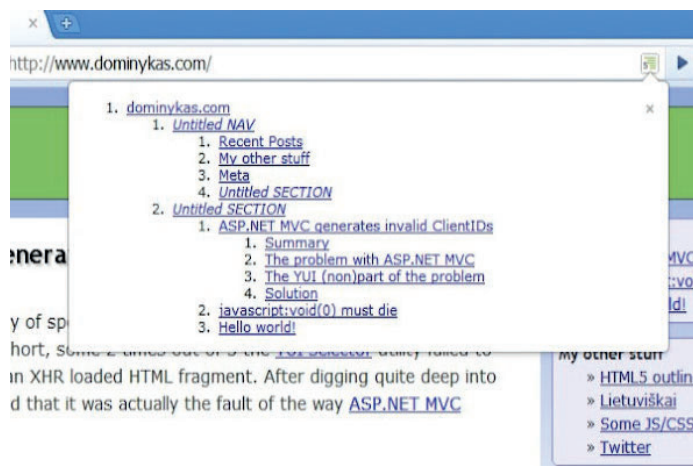 http://www.dominykas.com/
1. dominykas.com
1. Untitled NAV
1. Recent Posts
2. My other stuff
3. Meta
4. Untitled SECTION
2. Untitled SECTION
1. ASP.NET MVC generates invalid ClientIDs
1. Summary
2. The problem with ASP.NET MVC
3. The YUI (non)part of the problem
4. Solution
2. javascript:void(0) must die
3. Hello world!
enera
MVC
:vo
ld!
y of sp
hort, some 2 times out of 3 the YUI Selector utility failed to
an XHR loaded HTML fragment. After digging quite deep into
d that it was actually the fault of the way ASP.NET MVC
My other stuff
» HTML5 outlin
» Lietuviškai
» Some JS/CSS
» Twitter